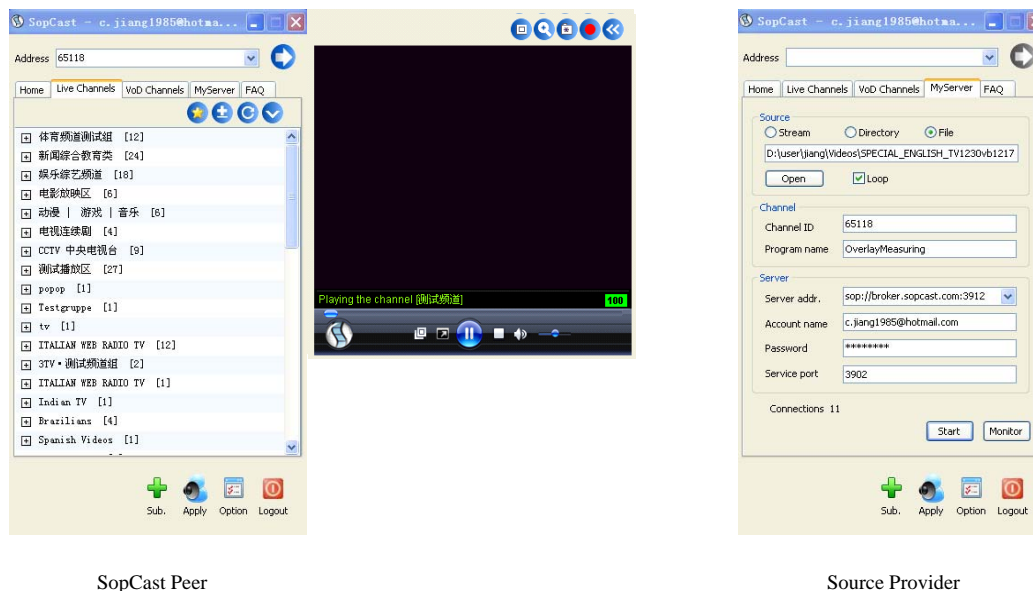 SopCast - c.jiang1985@hotma...
Address 65118
Home Live Channels VoD Channels MyServer FAQ
体育频道测试组 [12]
新闻综合教育类 [24]
娱乐综艺频道 [18]
电影放映区 [6]
动漫 | 游戏 | 音乐 [6]
电视连续剧 [4]
CCTV 中央电视台 [9]
测试播放区 [27]
popop [1]
Testgruppe [1]
tv [1]
ITALIAN WEB RADIO TV [12]
3TV·测试频道组 [2]
ITALIAN WEB RADIO TV [1]
Indian TV [1]
Brazilians [4]
Spanish Videos [1]
Sub. Apply Option Logout
Playing the channel [测试频道]
100
SopCast Peer
SopCast - c.jiang1985@hotma...
Address
Home Live Channels VoD Channels MyServer FAQ
Source
Stream Directory File
D:\user\jiang\Videos\SPECIAL_ENGLISH_TV1230vb1217
Open Loop
Channel
Channel ID 65118
Program name OverlayMeasuring
Server
Server addr. sop://broker.sopcast.com:3912
Account name c.jiang1985@hotmail.com
Password ********
Service port 3902
Connections 11
Start Monitor
Sub. Apply Option Logout
Source Provider